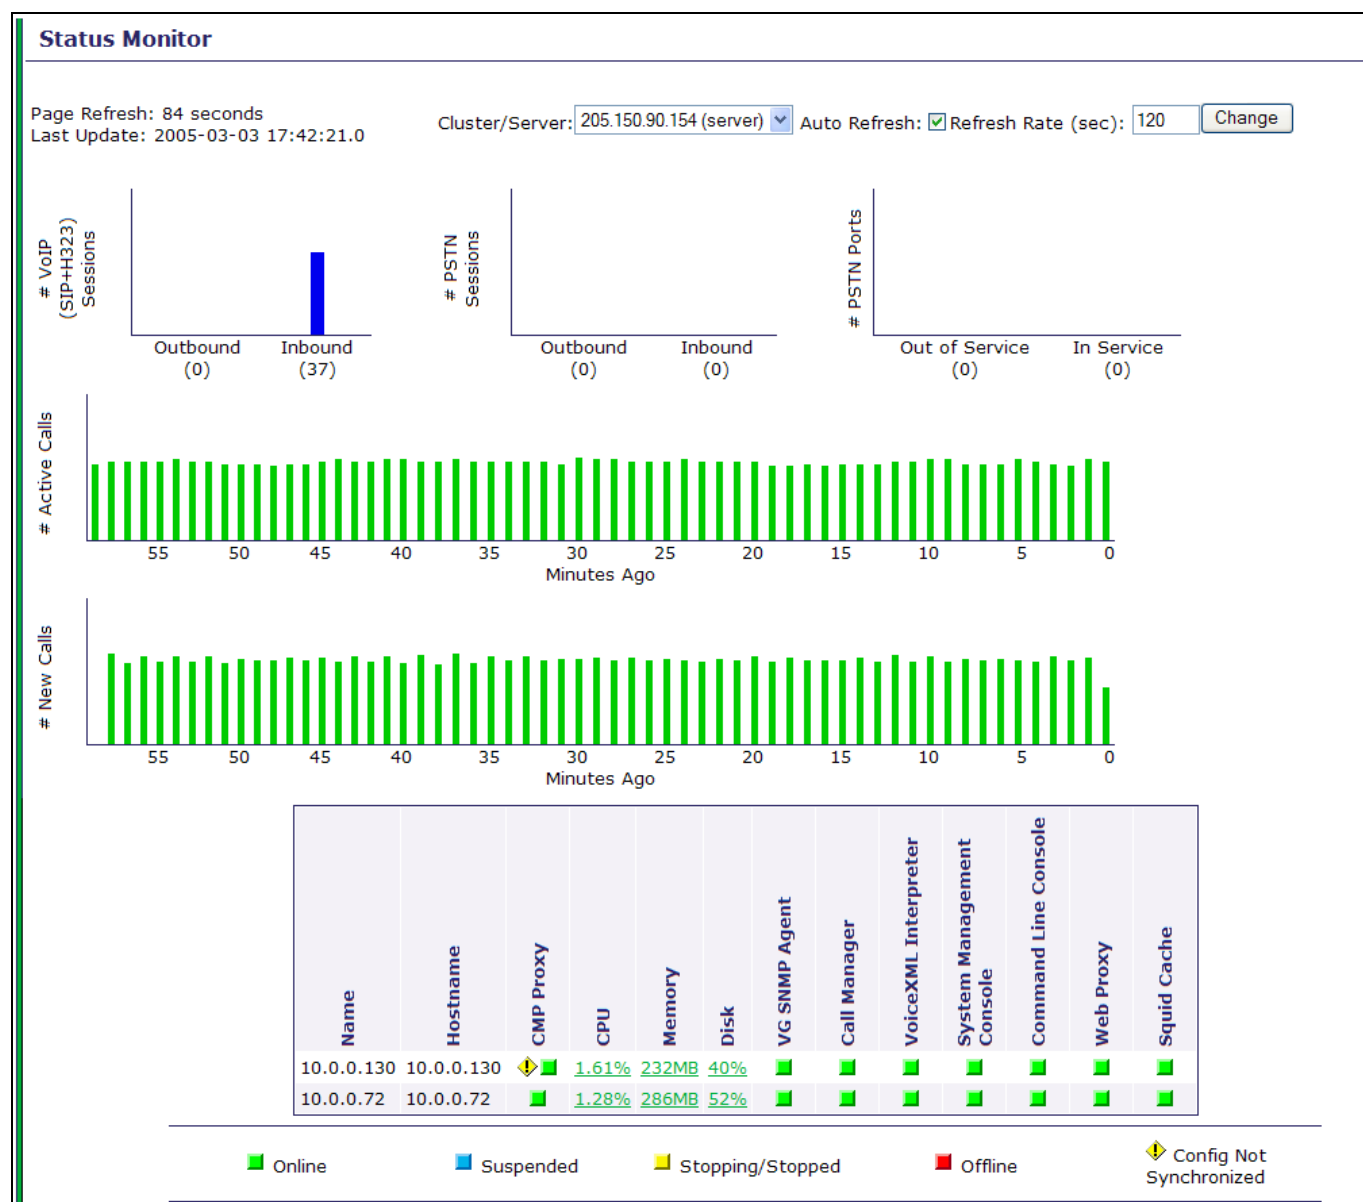 Status Monitor
Page Refresh: 84 seconds
Last Update: 2005-03-03 17:42:21.0
Cluster/Server: 205.150.90.154 (server) Auto Refresh: Refresh Rate (sec): 120 Change
# VoIP
(SIP+H323)
Sessions
Outbound Inbound
(0) (37)
# PSTN
Sessions
Outbound Inbound
(0) (0)
# PSTN Ports
Out of Service In Service
(0) (0)
# Active Calls
55 50 45 40 35 30 25 20 15 10 5 0
Minutes Ago
# New Calls
55 50 45 40 35 30 25 20 15 10 5 0
Minutes Ago
Name
Hostname
CMP Proxy
CPU
Memory
Disk
VG SNMP Agent
Call Manager
VoiceXML Interpreter
System Management
Console
Command Line Console
Web Proxy
Squid Cache
10.0.0.130 10.0.0.130 1.61% 232MB 40%
10.0.0.72 10.0.0.72 1.28% 286MB 52%
Online Suspended Stopping/Stopped Offline Config Not
Synchronized